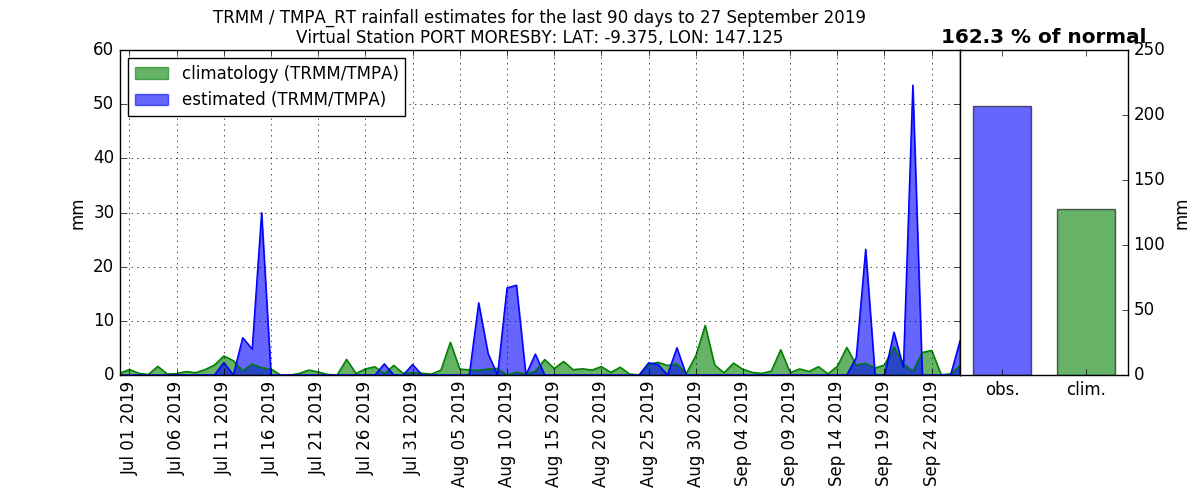 TRMM / TMPA_RT rainfall estimates for the last 90 days to 27 September 2019
Virtual Station PORT MORESBY: LAT: -9.375, LON: 147.125
162.3 % of normal
climatology (TRMM/TMPA)
estimated (TRMM/TMPA)
60
50
40
30
20
10
0
mm
Jul 01 2019
Jul 06 2019
Jul 11 2019
Jul 16 2019
Jul 21 2019
Jul 26 2019
Jul 31 2019
Aug 05 2019
Aug 10 2019
Aug 15 2019
Aug 20 2019
Aug 25 2019
Aug 30 2019
Sep 04 2019
Sep 09 2019
Sep 14 2019
Sep 19 2019
Sep 24 2019
obs.
clim.
250
200
150
100
50
0
mm